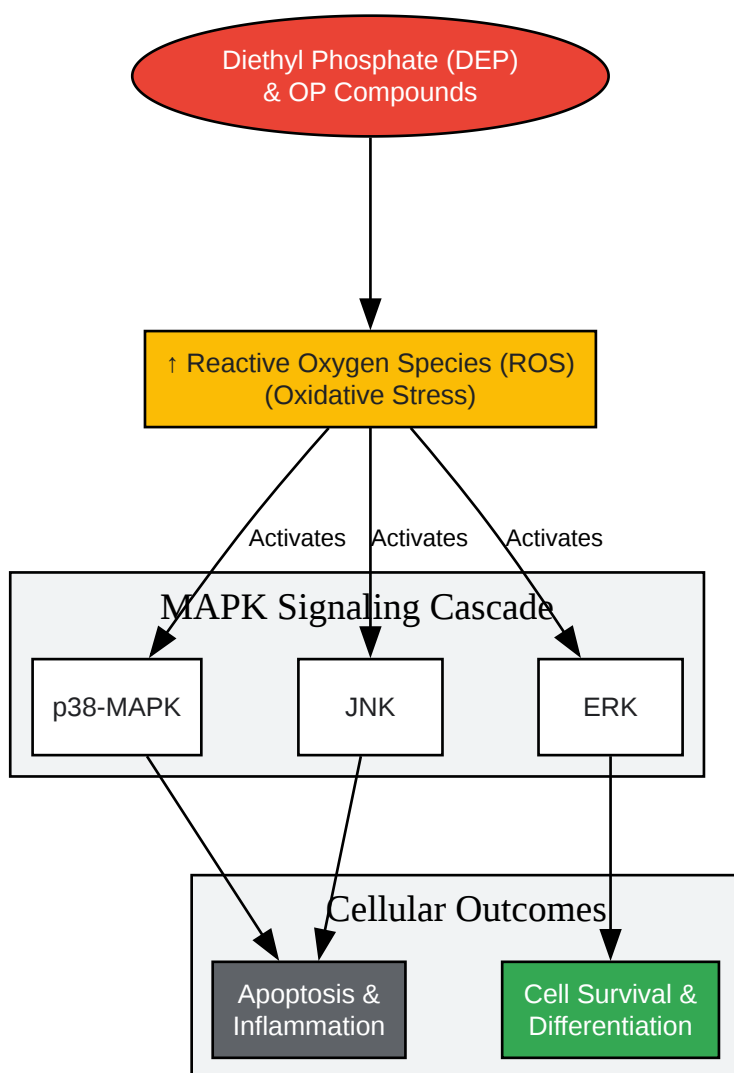 Diethyl Phosphate (DEP)
& OP Compounds
↑ Reactive Oxygen Species (ROS)
(Oxidative Stress)
Activates
Activates
Activates
MAPK Signaling Cascade
p38-MAPK
JNK
ERK
Cellular Outcomes
Apoptosis &
Inflammation
Cell Survival &
Differentiation